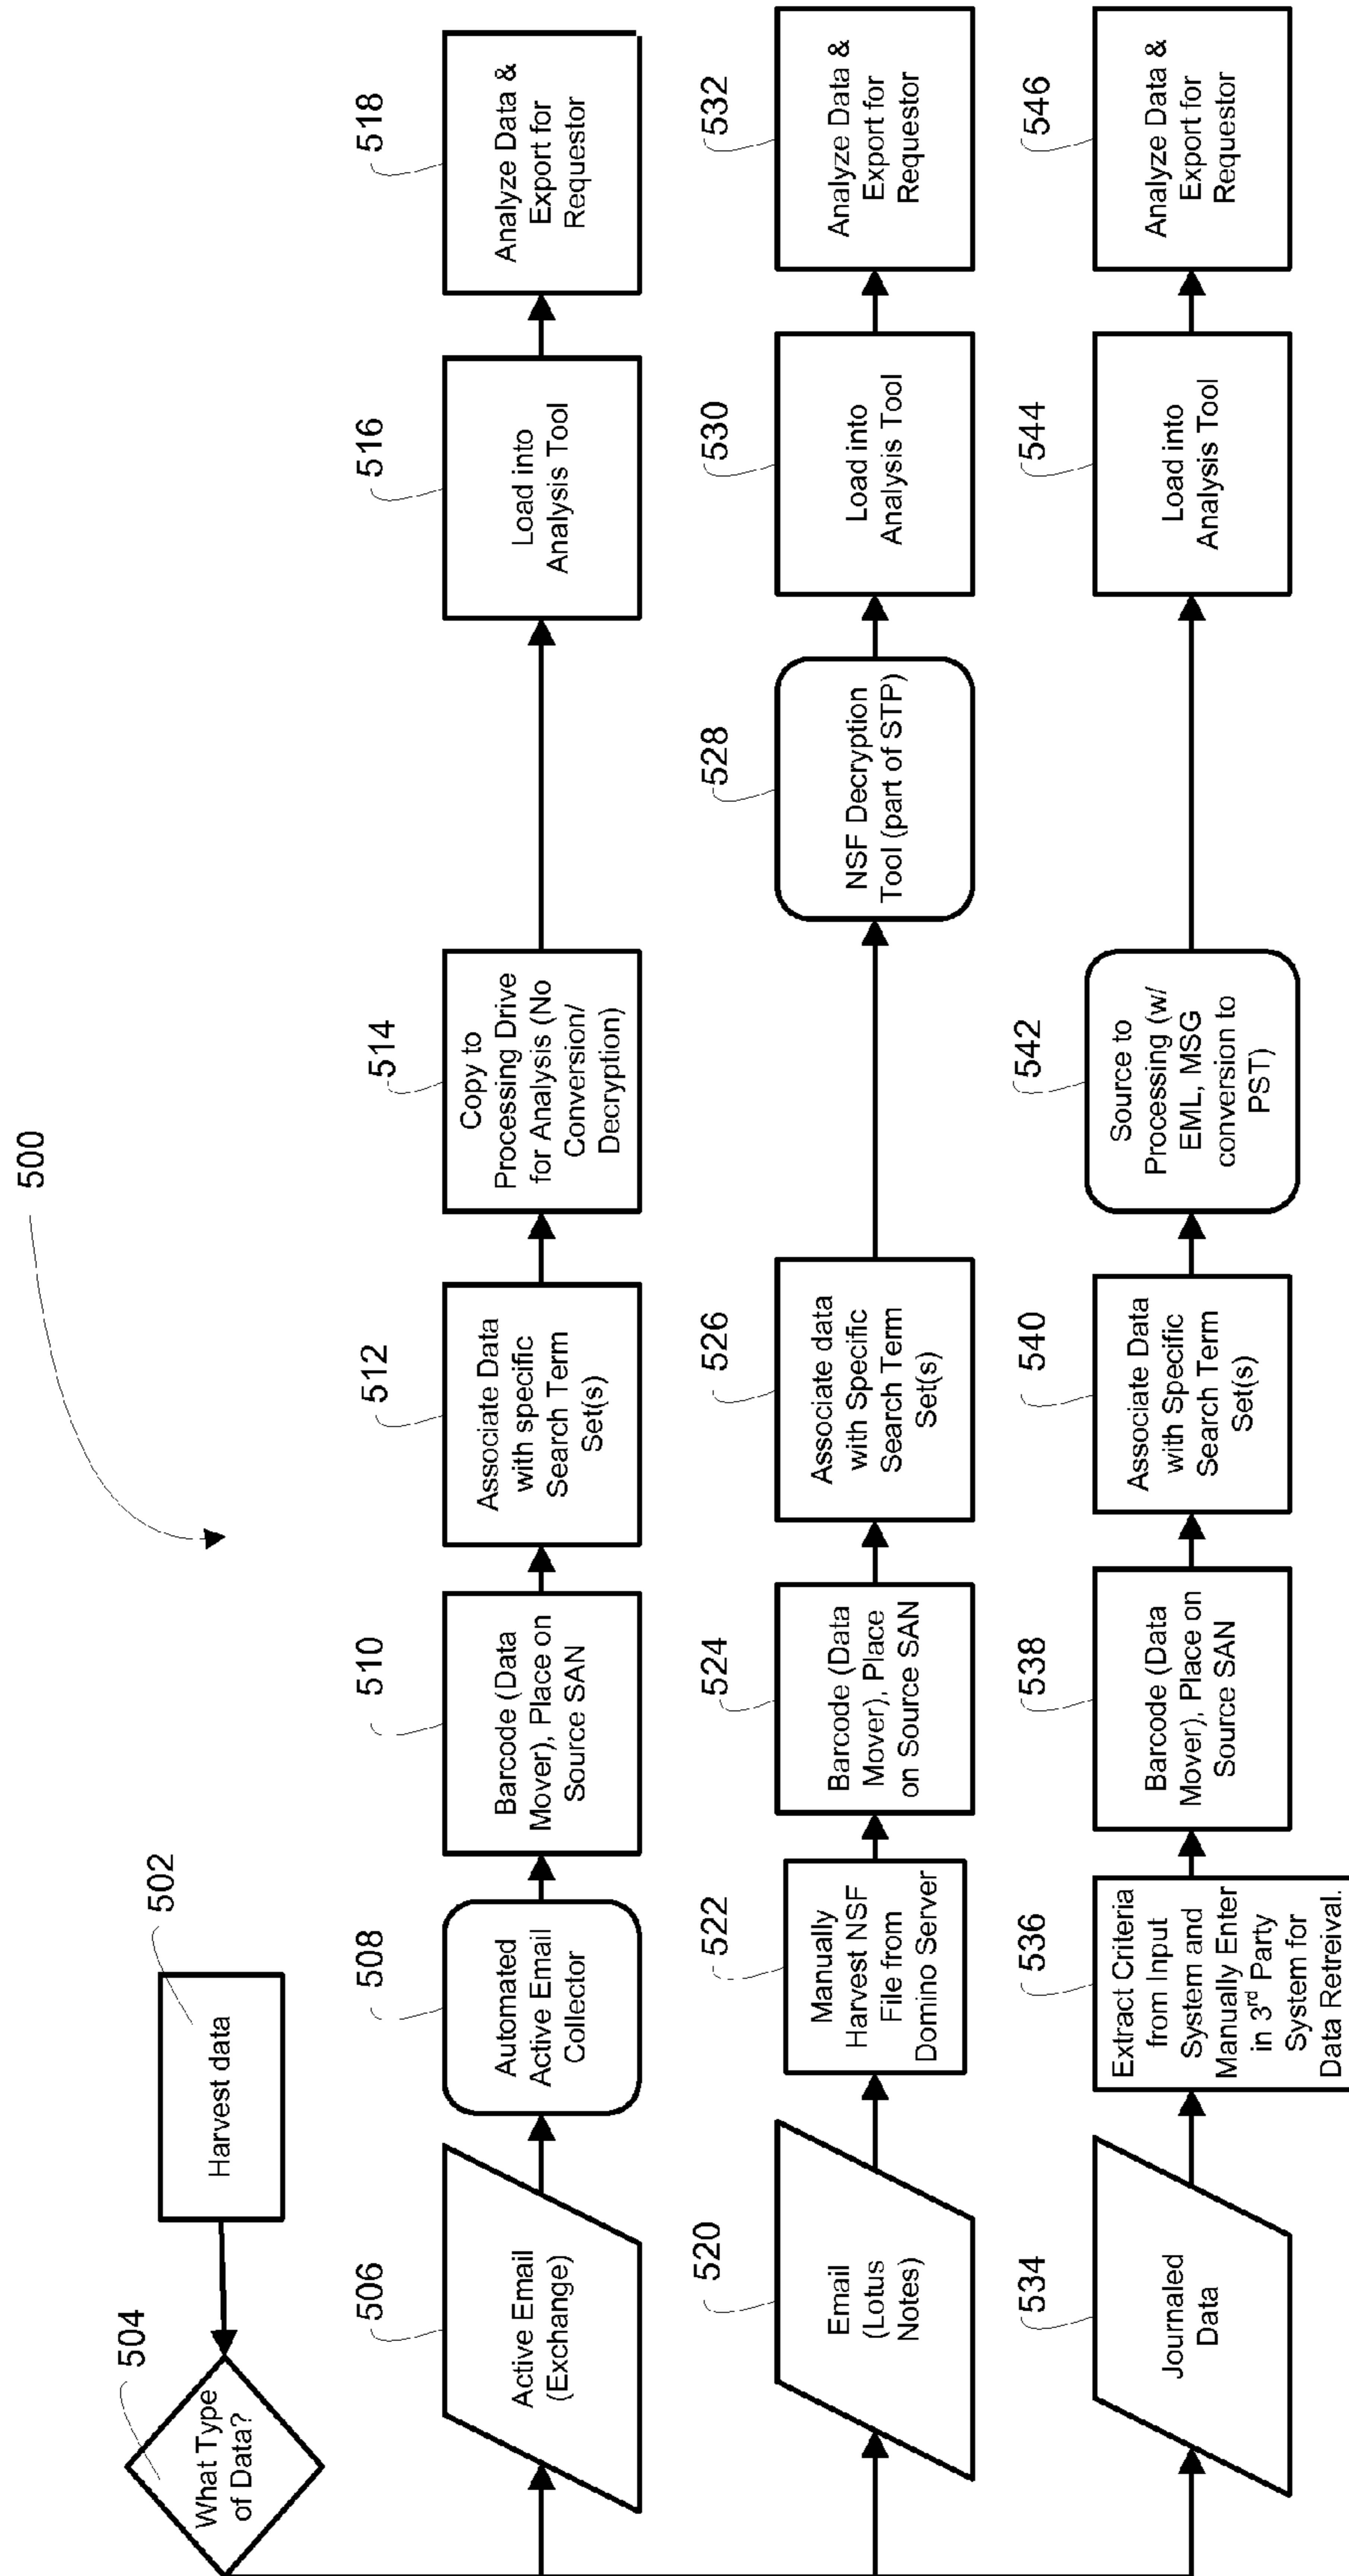 500
502
Harvest data
504
What Type
of Data?
506
Active Email
(Exchange)
508
Automated
Active Email
Collector
510
Barcode (Data
Mover), Place on
Source SAN
512
Associate Data
with specific
Search Term
Set(s)
514
Copy to
Processing Drive
for Analysis (No
Conversion/
Decryption)
516
Load into
Analysis Tool
518
Analyze Data &
Export for
Requestor
520
Email
(Lotus
Notes)
522
Manually
Harvest NSF
File from
Domino Server
524
Barcode (Data
Mover), Place
on Source SAN
526
Associate data
with Specific
Search Term
Set(s)
528
NSF Decryption
Tool (part of STP)
530
Load into
Analysis Tool
532
Analyze Data &
Export for
Requestor
534
Journaled
Data
536
Extract Criteria
from Input
System and
Manually Enter
in 3rd Party
System for
Data Retreival.
538
Barcode (Data
Mover), Place on
Source SAN
540
Associate Data
with Specific
Search Term
Set(s)
542
Source to
Processing (w/
EML, MSG
conversion to
PST)
544
Load into
Analysis Tool
546
Analyze Data &
Export for
Requestor